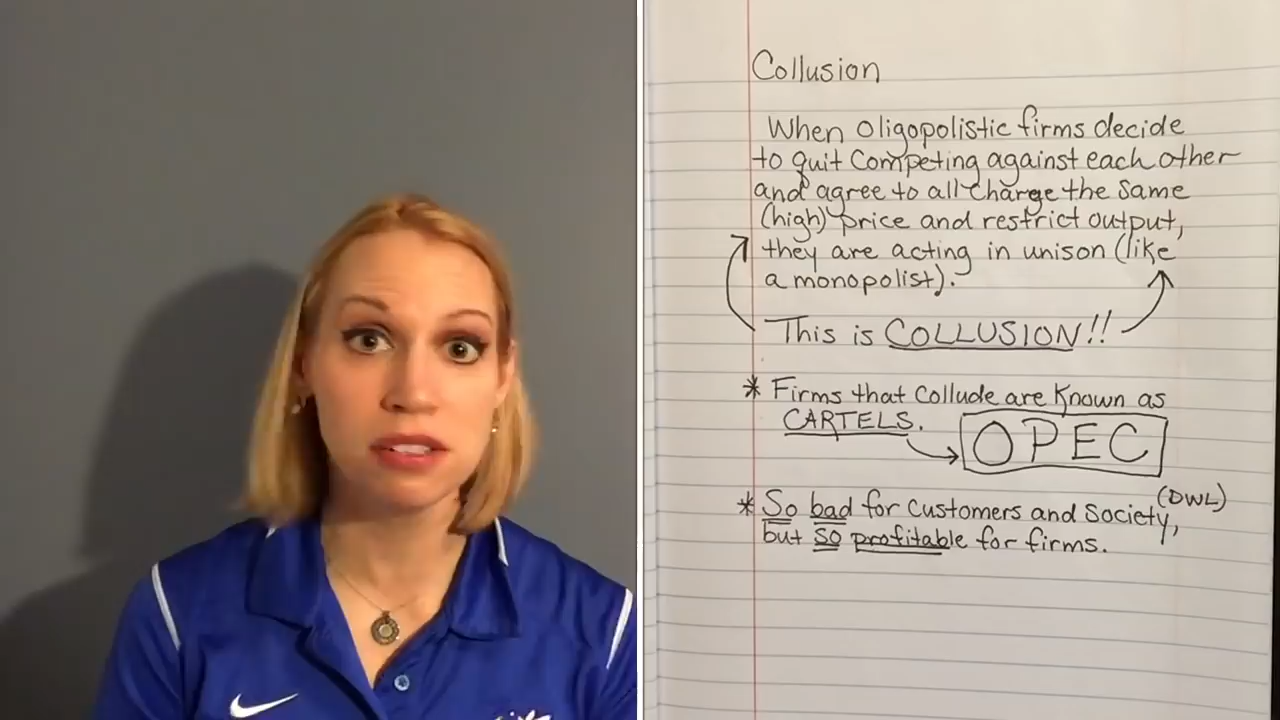 Collusion
When Oligopolistic firms decide
to quit Competing against each other
and agree to all Charge the same
(high) price and restrict output,
they are acting in unison (like
a monopolist).
This is COLLUSION!!
* Firms that Collude are Known as
CARTELS.
OPEC
(DWL)
* So bad for Customers and Society,
but so profitable for firms.